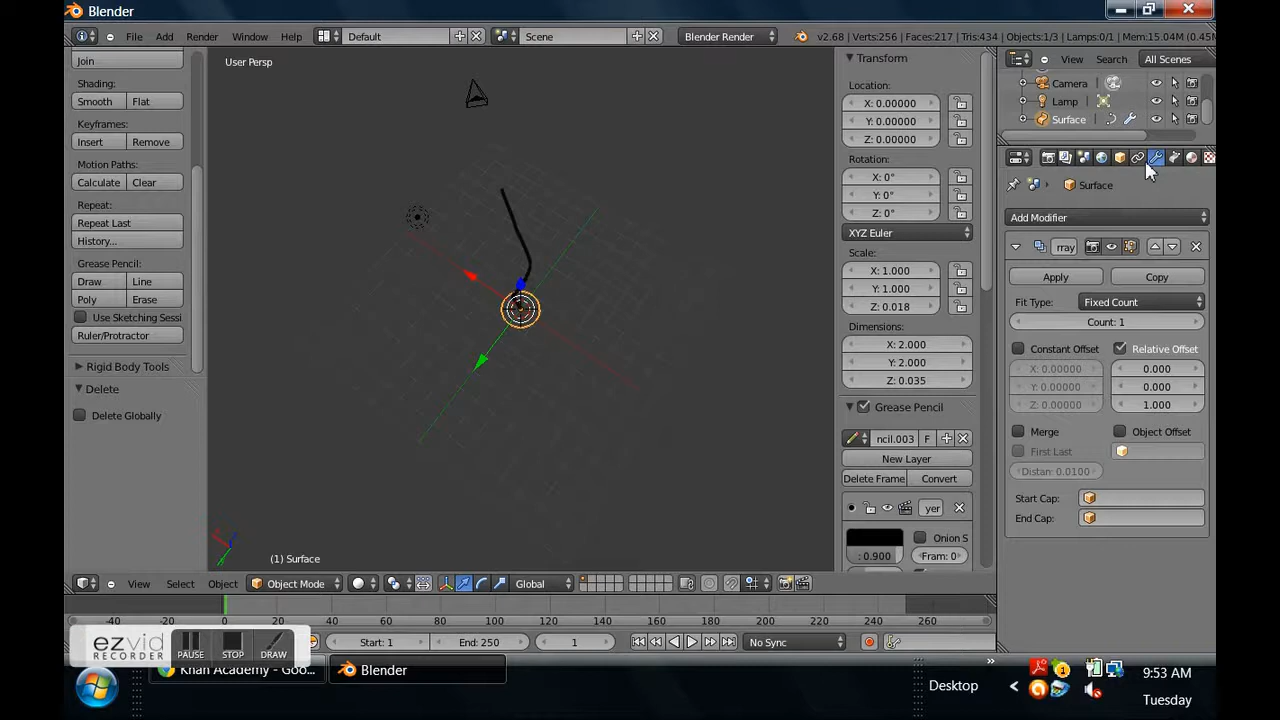 Blender
File Add Render Window Help Default Scene Blender Render v2.68 | Verts:256 | Faces:217 | Tris:434 | Objects:1/3 | Lamps:0/1 | Mem:15.04M (0.45M
Join
Shading:
Smooth Flat
Keyframes:
Insert Remove
Motion Paths:
Calculate Clear
Repeat:
Repeat Last
History...
Grease Pencil:
Draw Line
Poly Erase
Use Sketching Sessi
Ruler/Protractor
Rigid Body Tools
Delete
Delete Globally
User Persp
(1) Surface
Transform
Location:
X: 0.00000
Y: 0.00000
Z: 0.00000
Rotation:
X: 0°
Y: 0°
Z: 0°
XYZ Euler
Scale:
X: 1.000
Y: 1.000
Z: 0.018
Dimensions:
X: 2.000
Y: 2.000
Z: 0.035
Grease Pencil
ncil.003 F
New Layer
Delete Frame Convert
yer
Onion S
: 0.900 Fram: 0
View Search All Scenes
Camera
Lamp
Surface
Surface
Add Modifier
rray
Apply Copy
Fit Type: Fixed Count
Count: 1
Constant Offset Relative Offset
X: 0.00000 0.000
Y: 0.00000 0.000
Z: 0.00000 1.000
Merge Object Offset
First Last
Distan: 0.0100
Start Cap:
End Cap:
View Select Object Object Mode Global
-40 0 20 40 60 80 100 120 140 160 180 200 220 240 260
Start: 1 End: 250 1 No Sync
ezvid
RECORDER
PAUSE STOP DRAW
Khan Academy - Goo... Blender
Desktop
9:53 AM
Tuesday